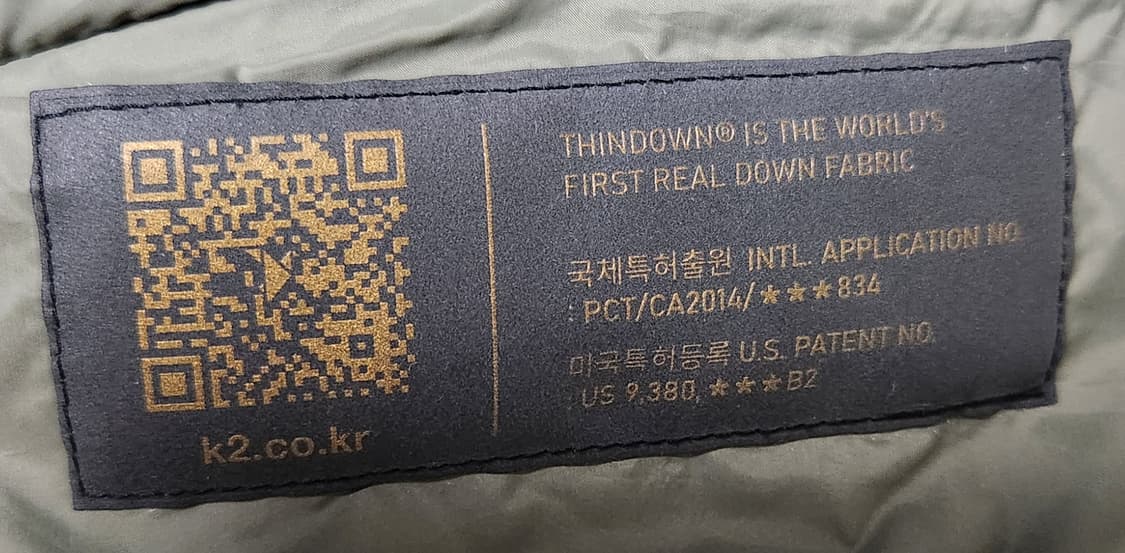 k2.co.kr
THINDOWN® IS THE WORLD'S
FIRST REAL DOWN FABRIC
국제특허출원 INTL. APPLICATION NO.
: PCT/CA2014/★★★834
미국특허등록 U.S. PATENT NO.
US 9,380,★★★B2